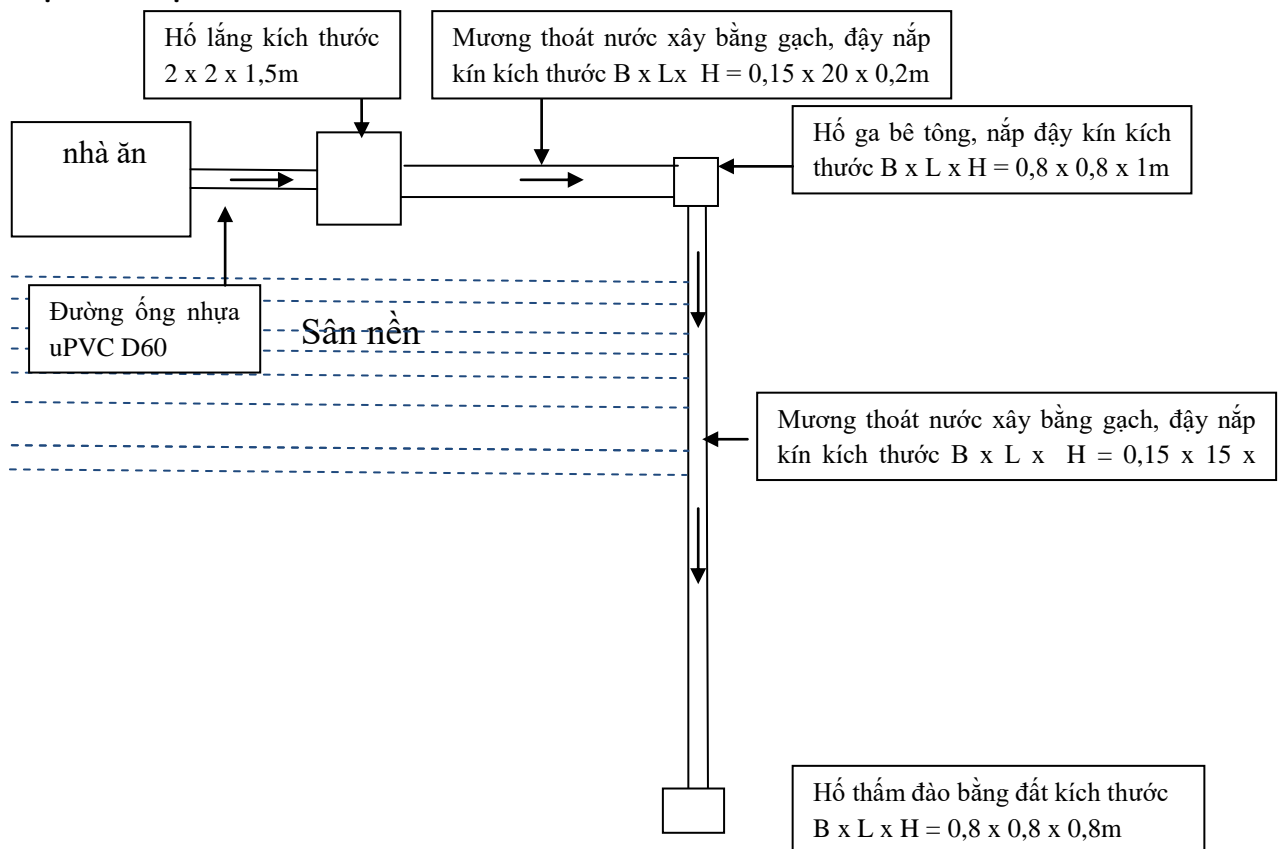 Hố lắng kích thước
2 x 2 x 1,5m
Mương thoát nước xây bằng gạch, đậy nắp
kín kích thước B x Lx H = 0,15 x 20 x 0,2m
nhà ăn
Hố ga bê tông, nắp đậy kín kích
thước B x L x H = 0,8 x 0,8 x 1m
Đường ống nhựa
uPVC D60
Sân nền
Mương thoát nước xây bằng gạch, đậy nắp
kín kích thước B x L x H = 0,15 x 15 x
Hố thấm đào bằng đất kích thước
B x L x H = 0,8 x 0,8 x 0,8m